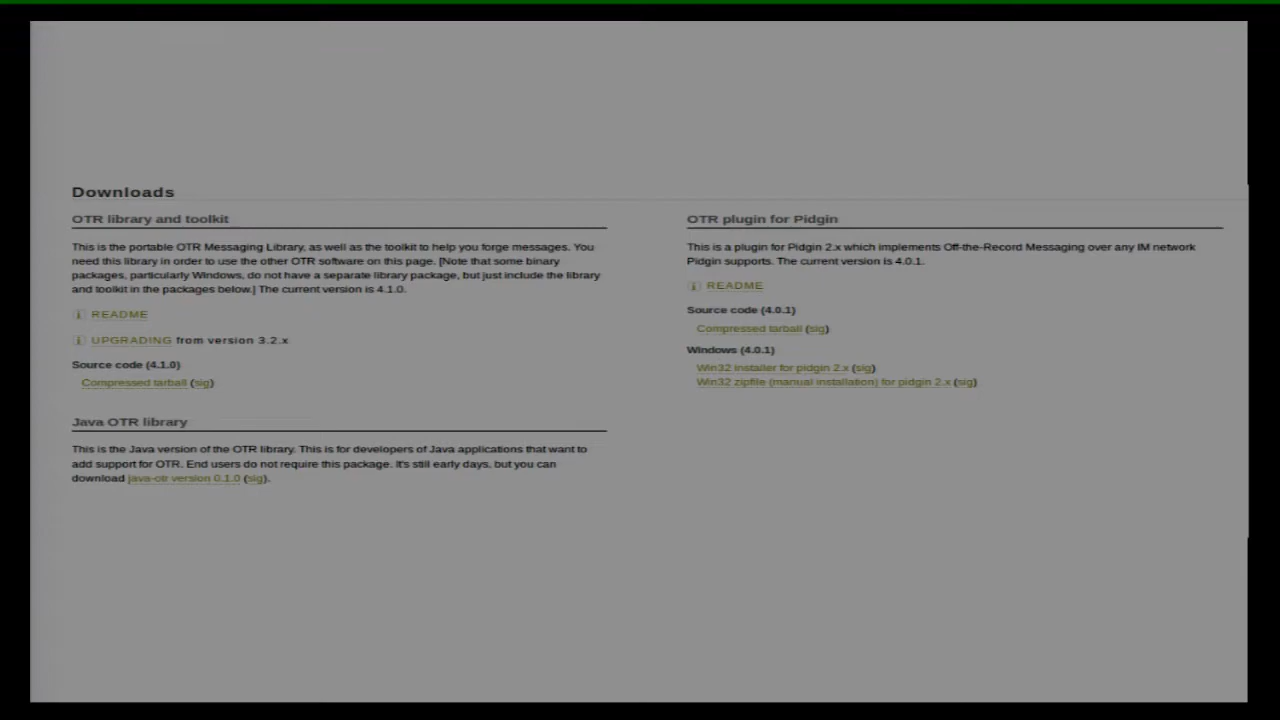 Downloads
OTR library and toolkit
This is the portable OTR Messaging Library, as well as the toolkit to help you forge messages. You
need this library in order to use the other OTR software on this page. [Note that some binary
packages, particularly Windows, do not have a separate library package, but just include the library
and toolkit in the packages below.] The current version is 4.1.0.
README
UPGRADING from version 3.2.x
Source code (4.1.0)
Compressed tarball (sig)
Java OTR library
This is the Java version of the OTR library. This is for developers of Java applications that want to
add support for OTR. End users do not require this package. It's still early days, but you can
download java-otr version 0.1.0 (sig).
OTR plugin for Pidgin
This is a plugin for Pidgin 2.x which implements Off-the-Record Messaging over any IM network
Pidgin supports. The current version is 4.0.1.
README
Source code (4.0.1)
Compressed tarball (sig)
Windows (4.0.1)
Win32 installer for pidgin 2.x (sig)
Win32 zipfile (manual installation) for pidgin 2.x (sig)